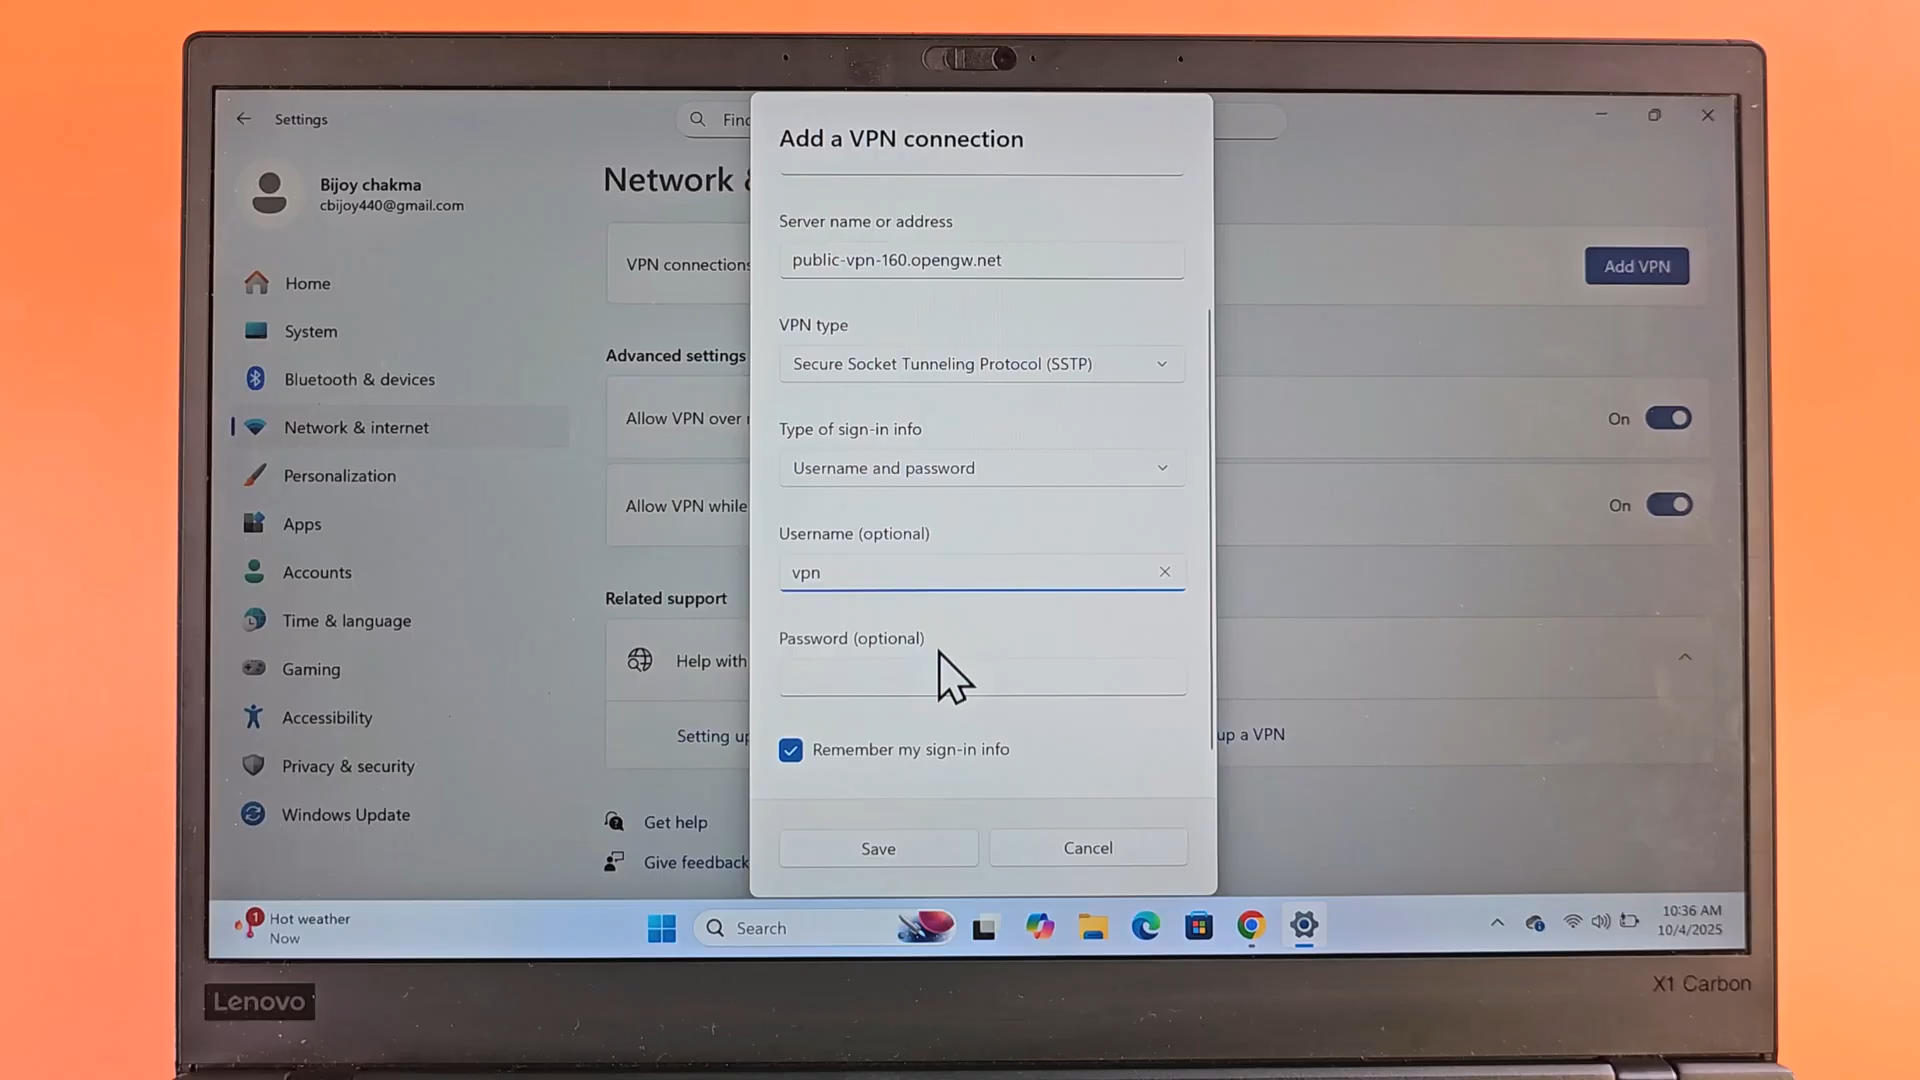 Settings
Find
Bijoy chakma
cbijoy440@gmail.com
Home
System
Bluetooth & devices
Network & internet
Personalization
Apps
Accounts
Time & language
Gaming
Accessibility
Privacy & security
Windows Update
Network &
VPN connections
Add VPN
Advanced settings
Allow VPN over
On
Allow VPN while
On
Related support
Help with
Setting up
up a VPN
Get help
Give feedback
Add a VPN connection
Server name or address
public-vpn-160.opengw.net
VPN type
Secure Socket Tunneling Protocol (SSTP)
Type of sign-in info
Username and password
Username (optional)
vpn
Password (optional)
Remember my sign-in info
Save
Cancel
1
Hot weather
Now
Search
10:36 AM
10/4/2025
Lenovo
X1 Carbon